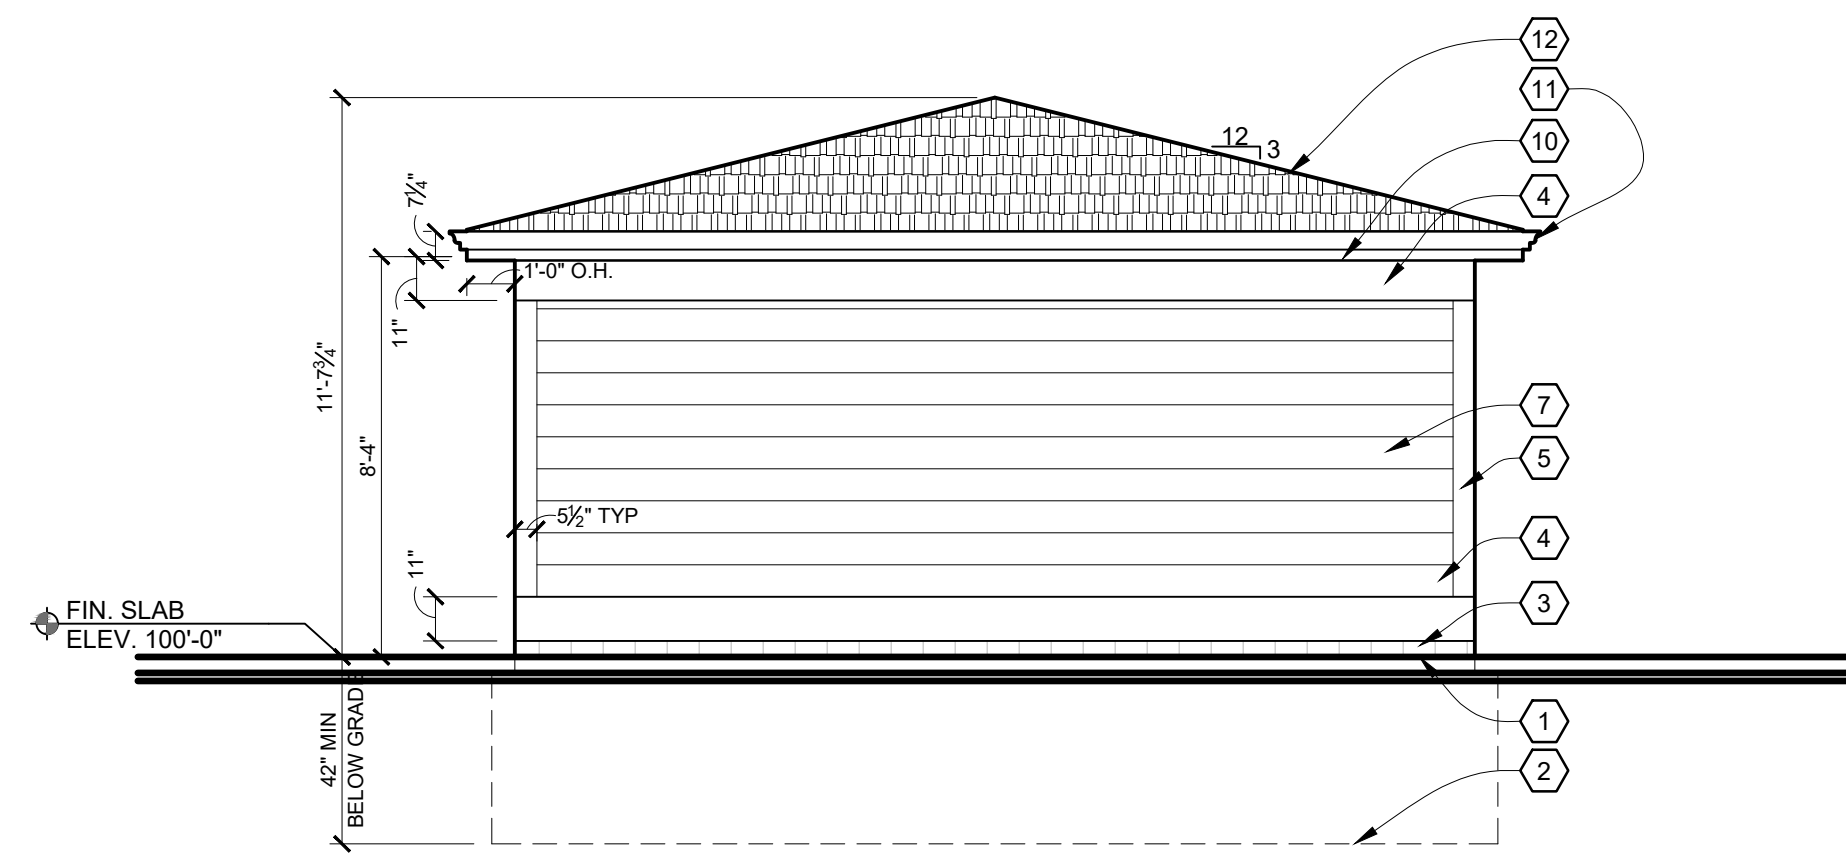 12
11
10
4
12
3
7¼"
1'-0" O.H.
11"
11'-7¾"
8'-4"
7
5
5½" TYP
4
11"
3
FIN. SLAB
ELEV. 100'-0"
1
2
42" MIN
BELOW GRADE